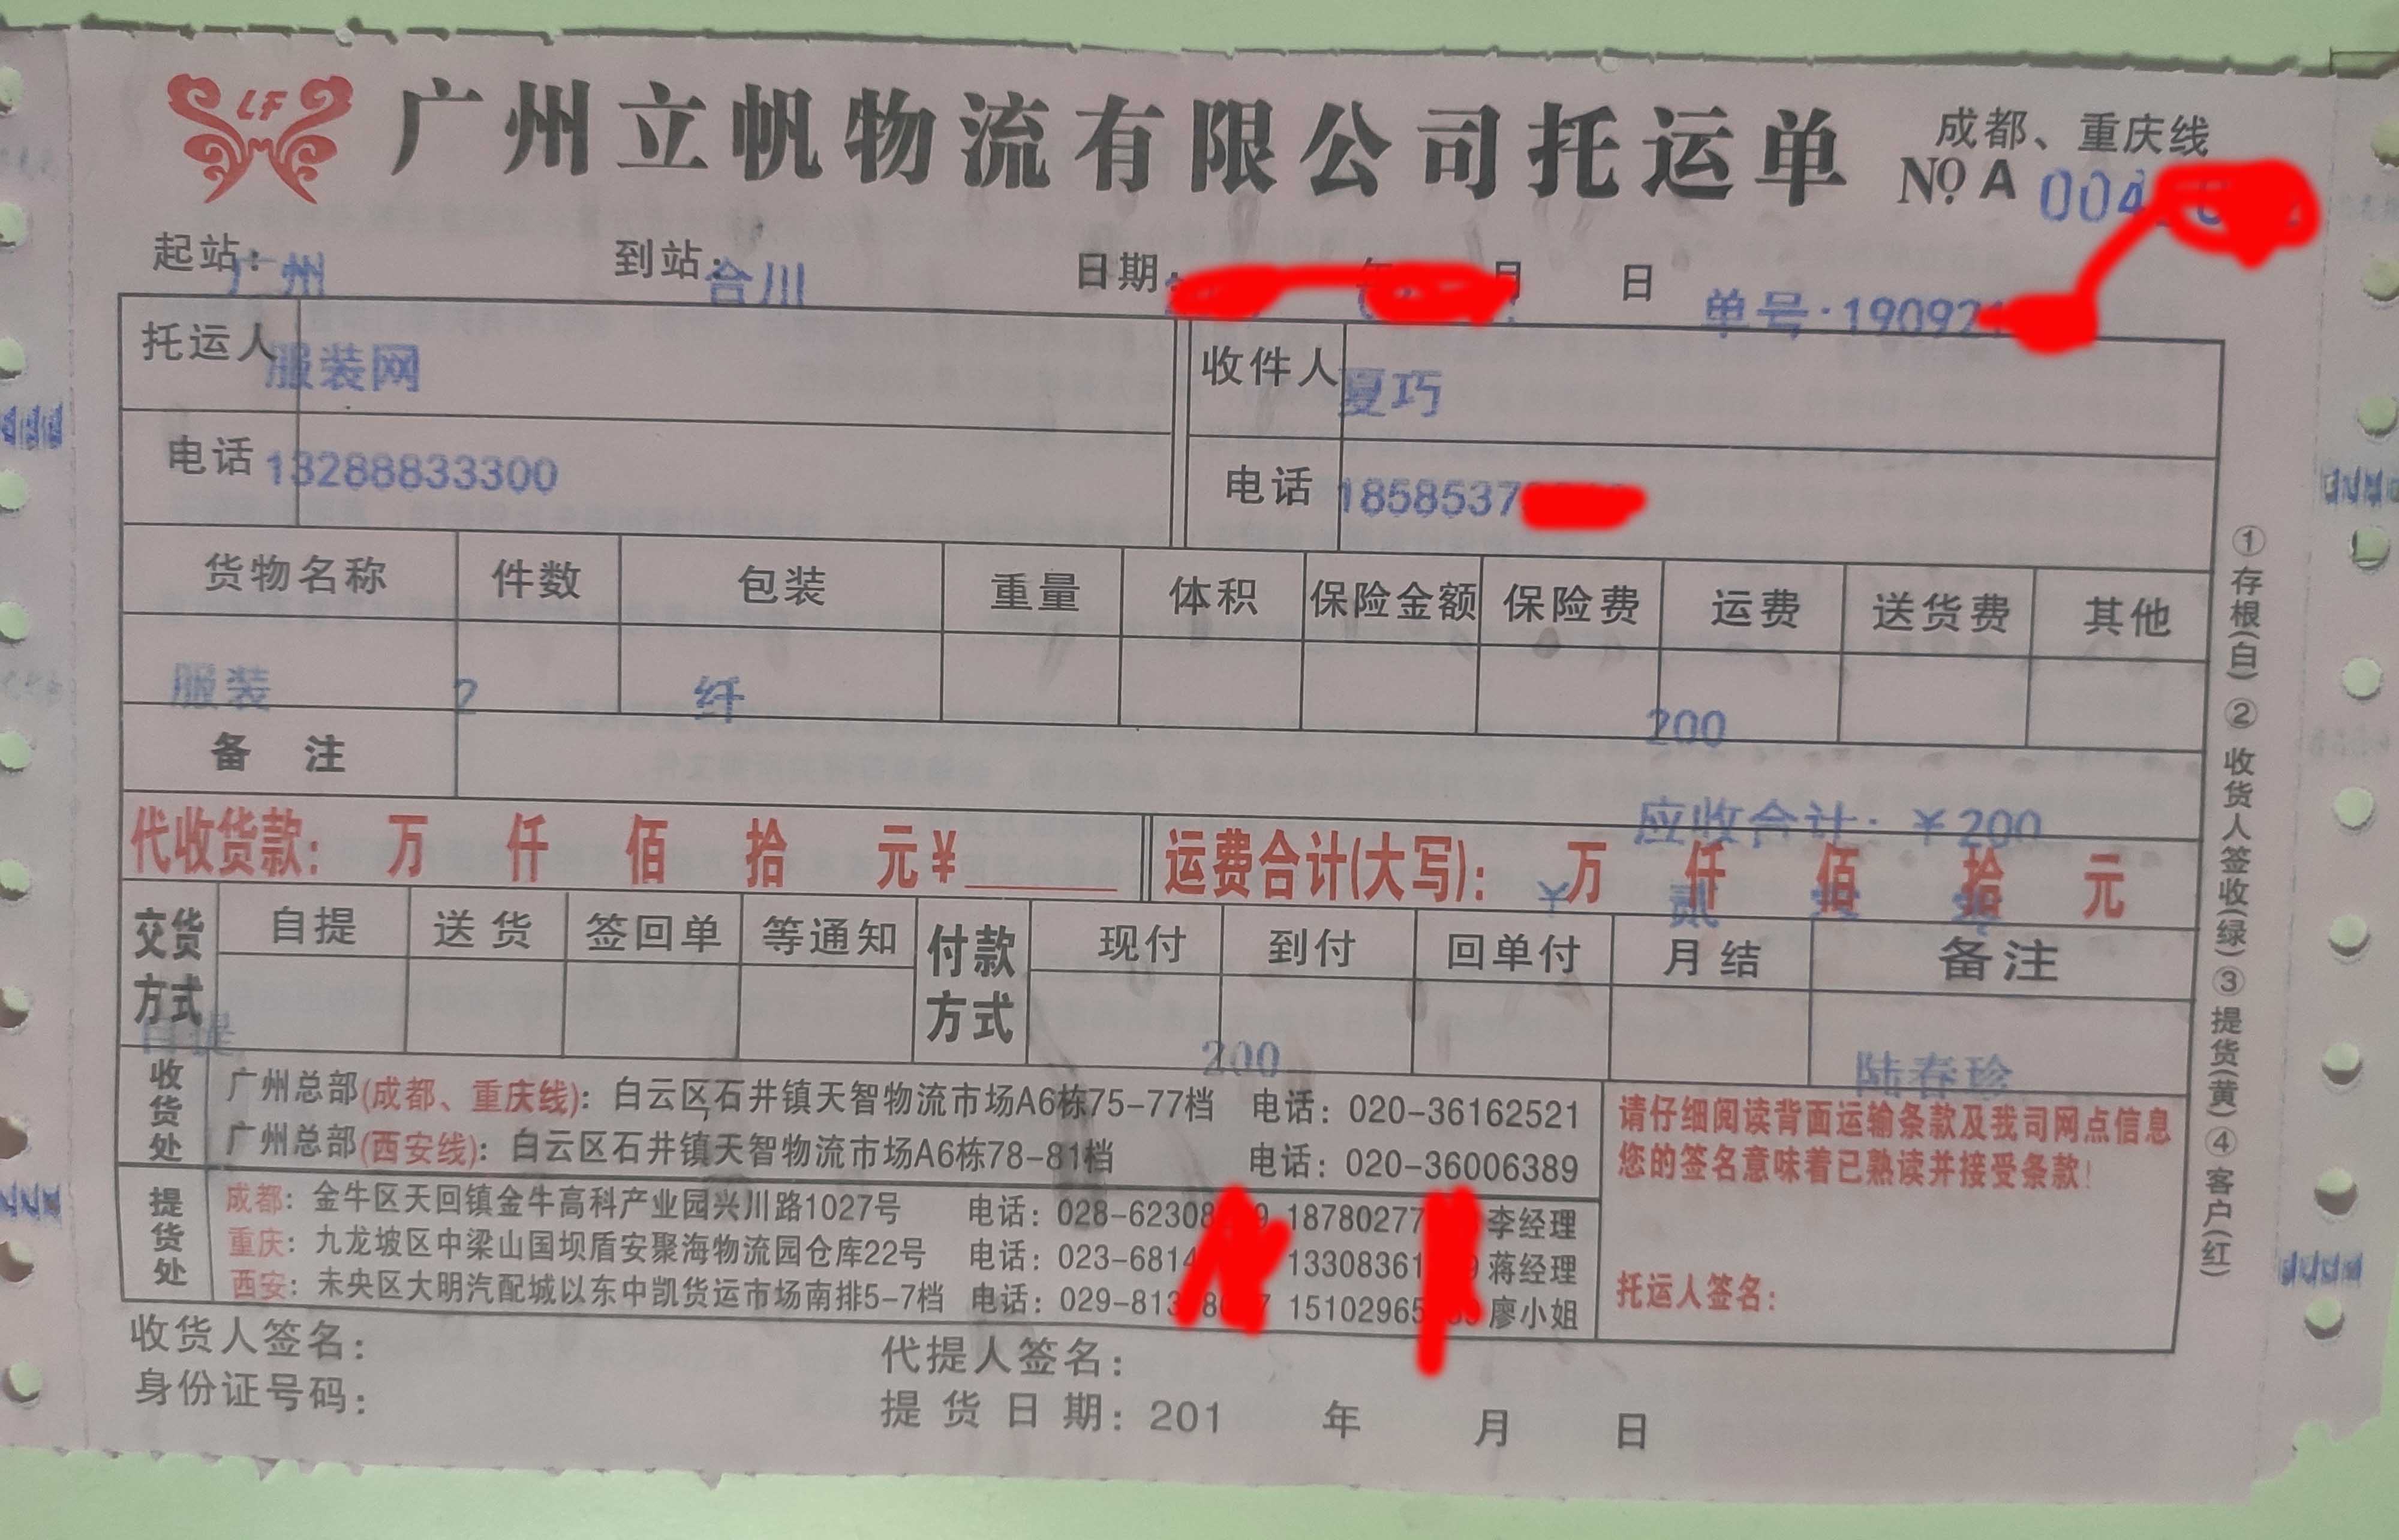 LF
广州立帆物流有限公司托运单
成都、重庆线
№ A 004
起站：广州 到站：合川 日期： 年 月 日 单号:190921
托运人 服装网 收件人 夏巧
电话 13288833300 电话 1858537
货物名称 件数 包装 重量 体积 保险金额 保险费 运费 送货费 其他
服装 2 纤 200
备 注
应收合计:￥200
代收货款： 万 仟 佰 拾 元¥ 运费合计(大写)： 万 仟 佰 拾 元
￥ 贰
交货方式 自提 送货 签回单 等通知 付款方式 现付 到付 回单付 月结 备注
自提 200 陆春珍
收货处 广州总部(成都、重庆线)：白云区石井镇天智物流市场A6栋75-77档 电话：020-36162521
广州总部(西安线)：白云区石井镇天智物流市场A6栋78-81档 电话：020-36006389
请仔细阅读背面运输条款及我司网点信息
您的签名意味着已熟读并接受条款！
提货处 成都：金牛区天回镇金牛高科产业园兴川路1027号 电话：028-62308 18780277 李经理
重庆：九龙坡区中梁山国坝盾安聚海物流园仓库22号 电话：023-6814 13308361 蒋经理
西安：未央区大明汽配城以东中凯货运市场南排5-7档 电话：029-813 15102965 廖小姐
托运人签名：
收货人签名： 代提人签名：
身份证号码： 提货日期：201 年 月 日
①存根(白) ②收货人签收(绿) ③提货(黄) ④客户(红)